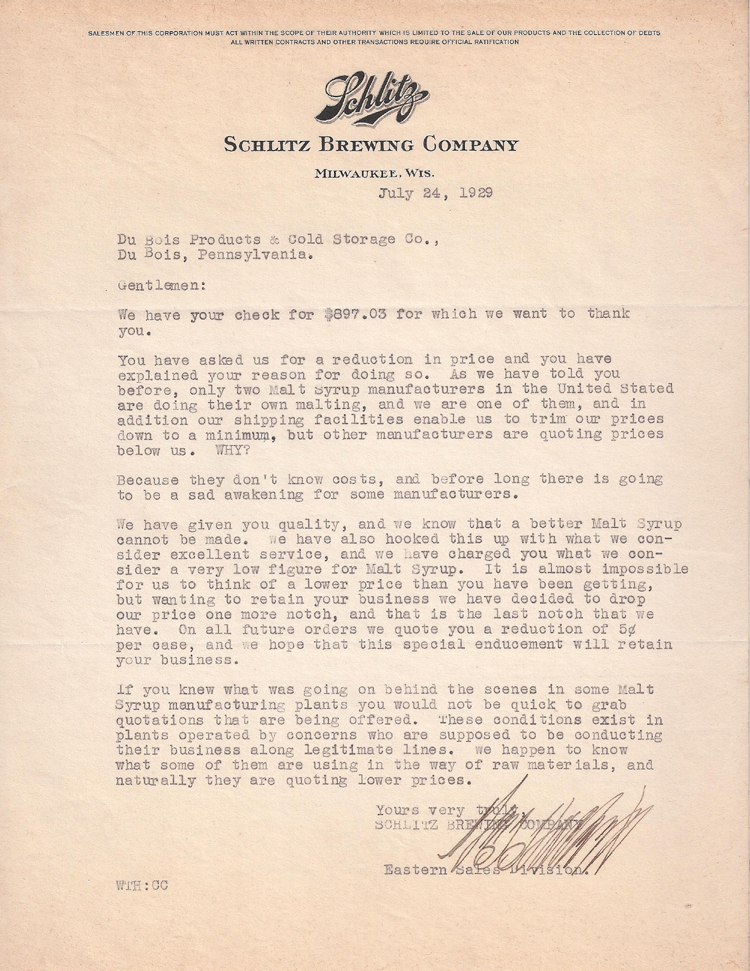 SALESMEN OF THIS CORPORATION MUST ACT WITHIN THE SCOPE OF THEIR AUTHORITY WHICH IS LIMITED TO THE SALE OF OUR PRODUCTS AND THE COLLECTION OF DEBTS
ALL WRITTEN CONTRACTS AND OTHER TRANSACTIONS REQUIRE OFFICIAL RATIFICATION
Schlitz
SCHLITZ BREWING COMPANY
MILWAUKEE, WIS.
July 24, 1929
Du Bois Products & Cold Storage Co.,
Du Bois, Pennsylvania.
Gentlemen:
We have your check for $897.03 for which we want to thank
you.
You have asked us for a reduction in price and you have
explained your reason for doing so. As we have told you
before, only two Malt Syrup manufacturers in the United Stated
are doing their own malting, and we are one of them, and in
addition our shipping facilities enable us to trim our prices
down to a minimum, but other manufacturers are quoting prices
below us. WHY?
Because they don't know costs, and before long there is going
to be a sad awakening for some manufacturers.
We have given you quality, and we know that a better Malt Syrup
cannot be made. We have also hooked this up with what we con-
sider excellent service, and we have charged you what we con-
sider a very low figure for Malt Syrup. It is almost impossible
for us to think of a lower price than you have been getting,
but wanting to retain your business we have decided to drop
our price one more notch, and that is the last notch that we
have. On all future orders we quote you a reduction of 5¢
per case, and we hope that this special enducement will retain
your business.
If you knew what was going on behind the scenes in some Malt
Syrup manufacturing plants you would not be quick to grab
quotations that are being offered. These conditions exist in
plants operated by concerns who are supposed to be conducting
their business along legitimate lines. We happen to know
what some of them are using in the way of raw materials, and
naturally they are quoting lower prices.
Yours very truly,
SCHLITZ BREWING COMPANY
Eastern Sales Division.
WTH:CC